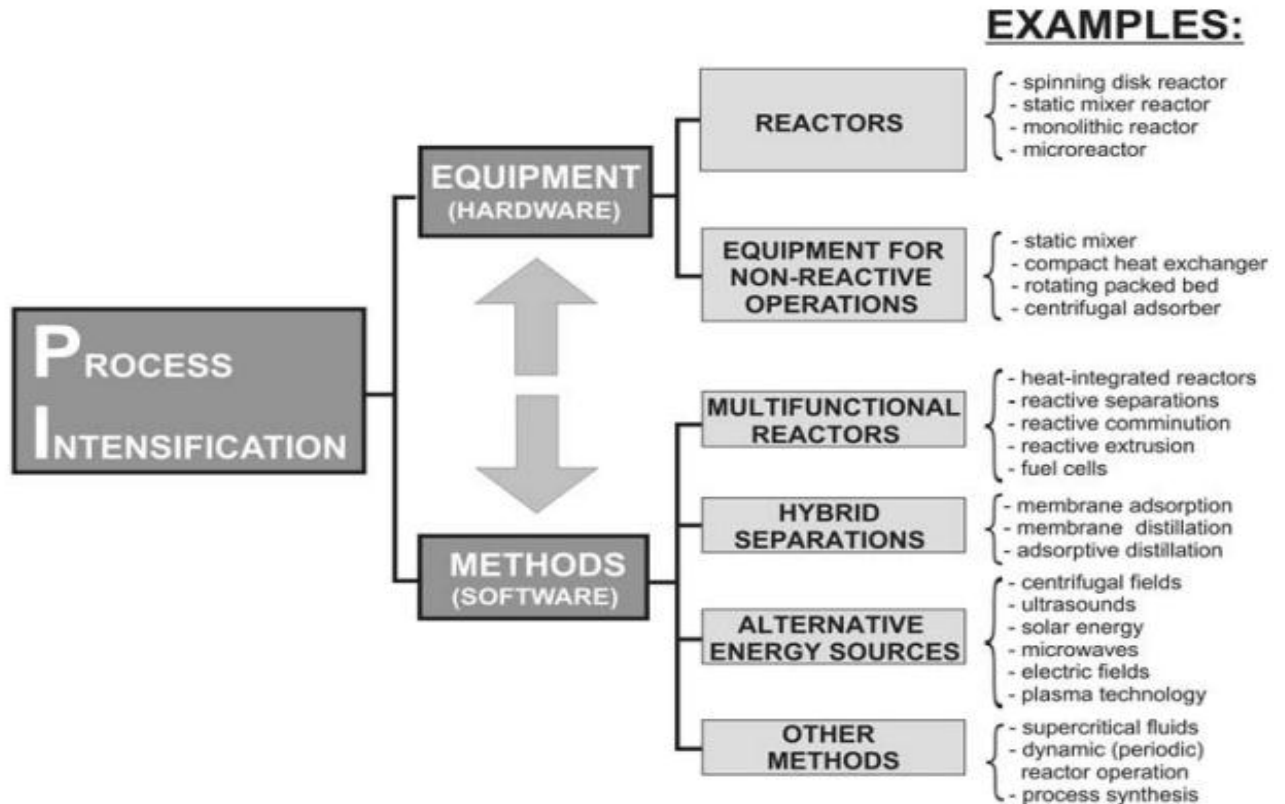 EXAMPLES:
PROCESS
INTENSIFICATION
EQUIPMENT
(HARDWARE)
REACTORS
- spinning disk reactor
- static mixer reactor
- monolithic reactor
- microreactor
EQUIPMENT FOR
NON-REACTIVE
OPERATIONS
- static mixer
- compact heat exchanger
- rotating packed bed
- centrifugal adsorber
METHODS
(SOFTWARE)
MULTIFUNCTIONAL
REACTORS
- heat-integrated reactors
- reactive separations
- reactive comminution
- reactive extrusion
- fuel cells
HYBRID
SEPARATIONS
- membrane adsorption
- membrane distillation
- adsorptive distillation
ALTERNATIVE
ENERGY SOURCES
- centrifugal fields
- ultrasounds
- solar energy
- microwaves
- electric fields
- plasma technology
OTHER
METHODS
- supercritical fluids
- dynamic (periodic)
reactor operation
- process synthesis